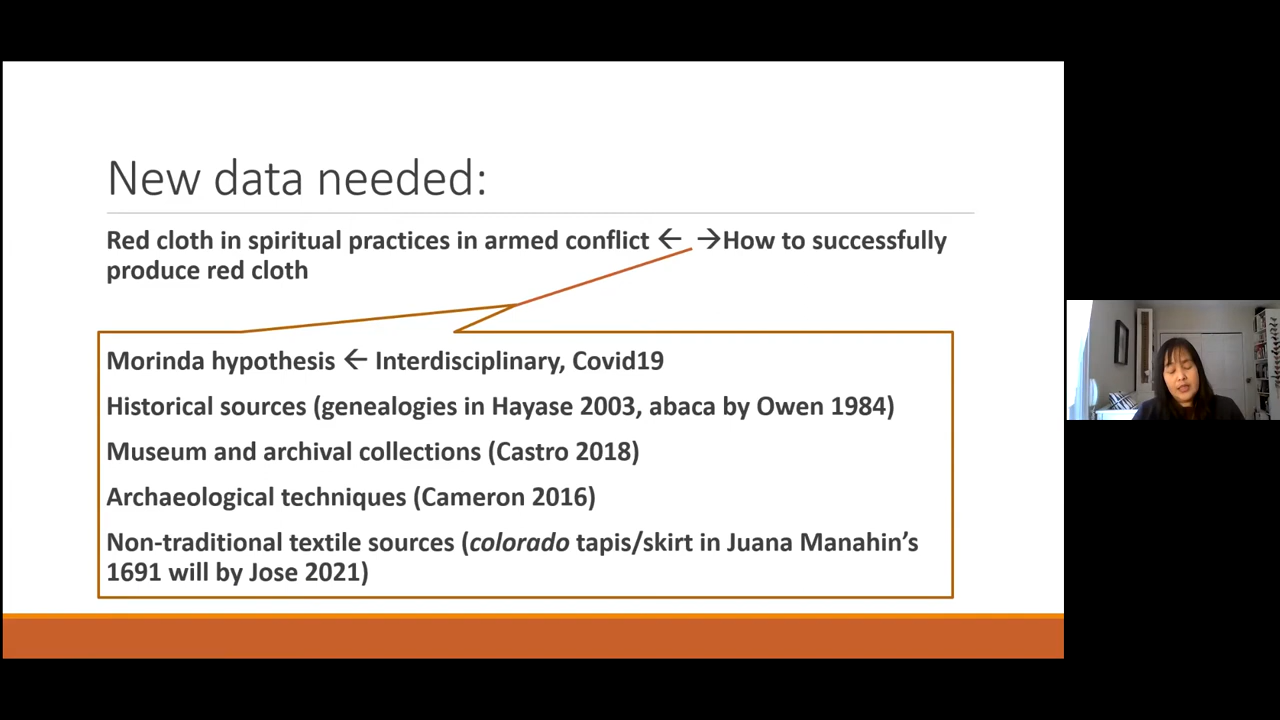 New data needed:
Red cloth in spiritual practices in armed conflict ← →How to successfully
produce red cloth
Morinda hypothesis ← Interdisciplinary, Covid19
Historical sources (genealogies in Hayase 2003, abaca by Owen 1984)
Museum and archival collections (Castro 2018)
Archaeological techniques (Cameron 2016)
Non-traditional textile sources (colorado tapis/skirt in Juana Manahin’s
1691 will by Jose 2021)